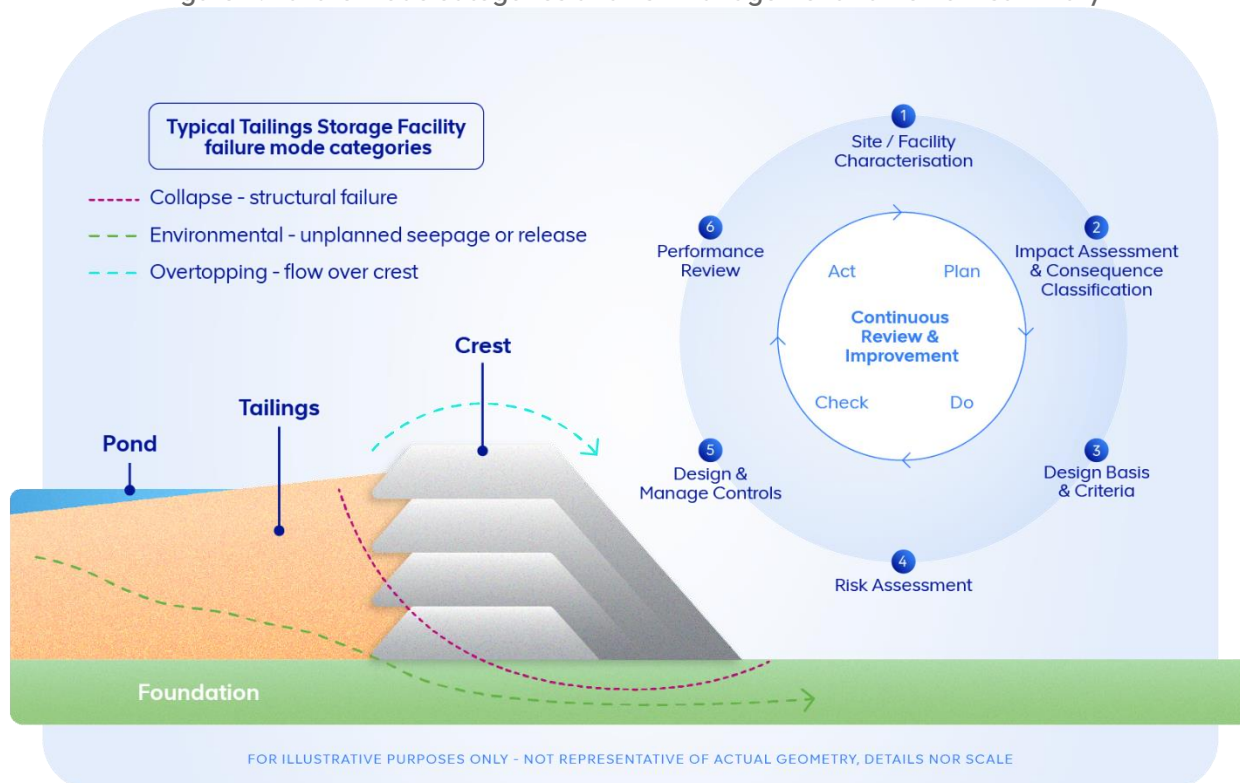 Typical Tailings Storage Facility
failure mode categories
Collapse - structural failure
Environmental - unplanned seepage or release
Overtopping - flow over crest
Pond
Tailings
Crest
Foundation
1
Site / Facility
Characterisation
2
Impact Assessment
& Consequence
Classification
3
Design Basis
& Criteria
4
Risk Assessment
5
Design &
Manage Controls
6
Performance
Review
Act
Plan
Continuous
Review &
Improvement
Check
Do
FOR ILLUSTRATIVE PURPOSES ONLY - NOT REPRESENTATIVE OF ACTUAL GEOMETRY, DETAILS NOR SCALE